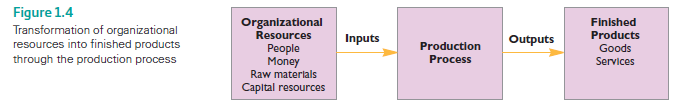 Figure 1.4
Transformation of organizational
resources into finished products
through the production process
Organizational
Resources
People
Money
Raw materials
Capital resources
Inputs
Production
Process
Outputs
Finished
Products
Goods
Services